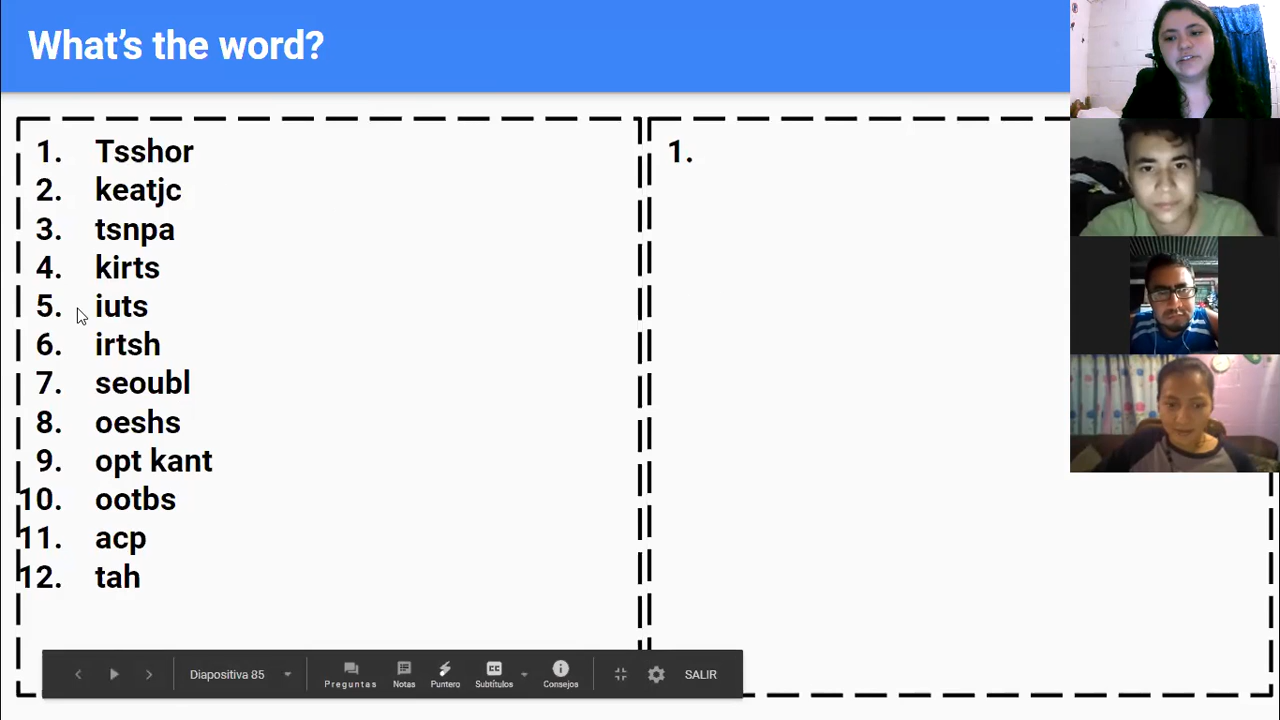 What's the word?
1. Tsshor
2. keatjc
3. tsnpa
4. kirts
5. iuts
6. irtsh
7. seoubl
8. oeshs
9. opt kant
10. ootbs
11. acp
12. tah
1.
Diapositiva 85
Preguntas
Notas
Puntero
Subtítulos
Consejos
SALIR